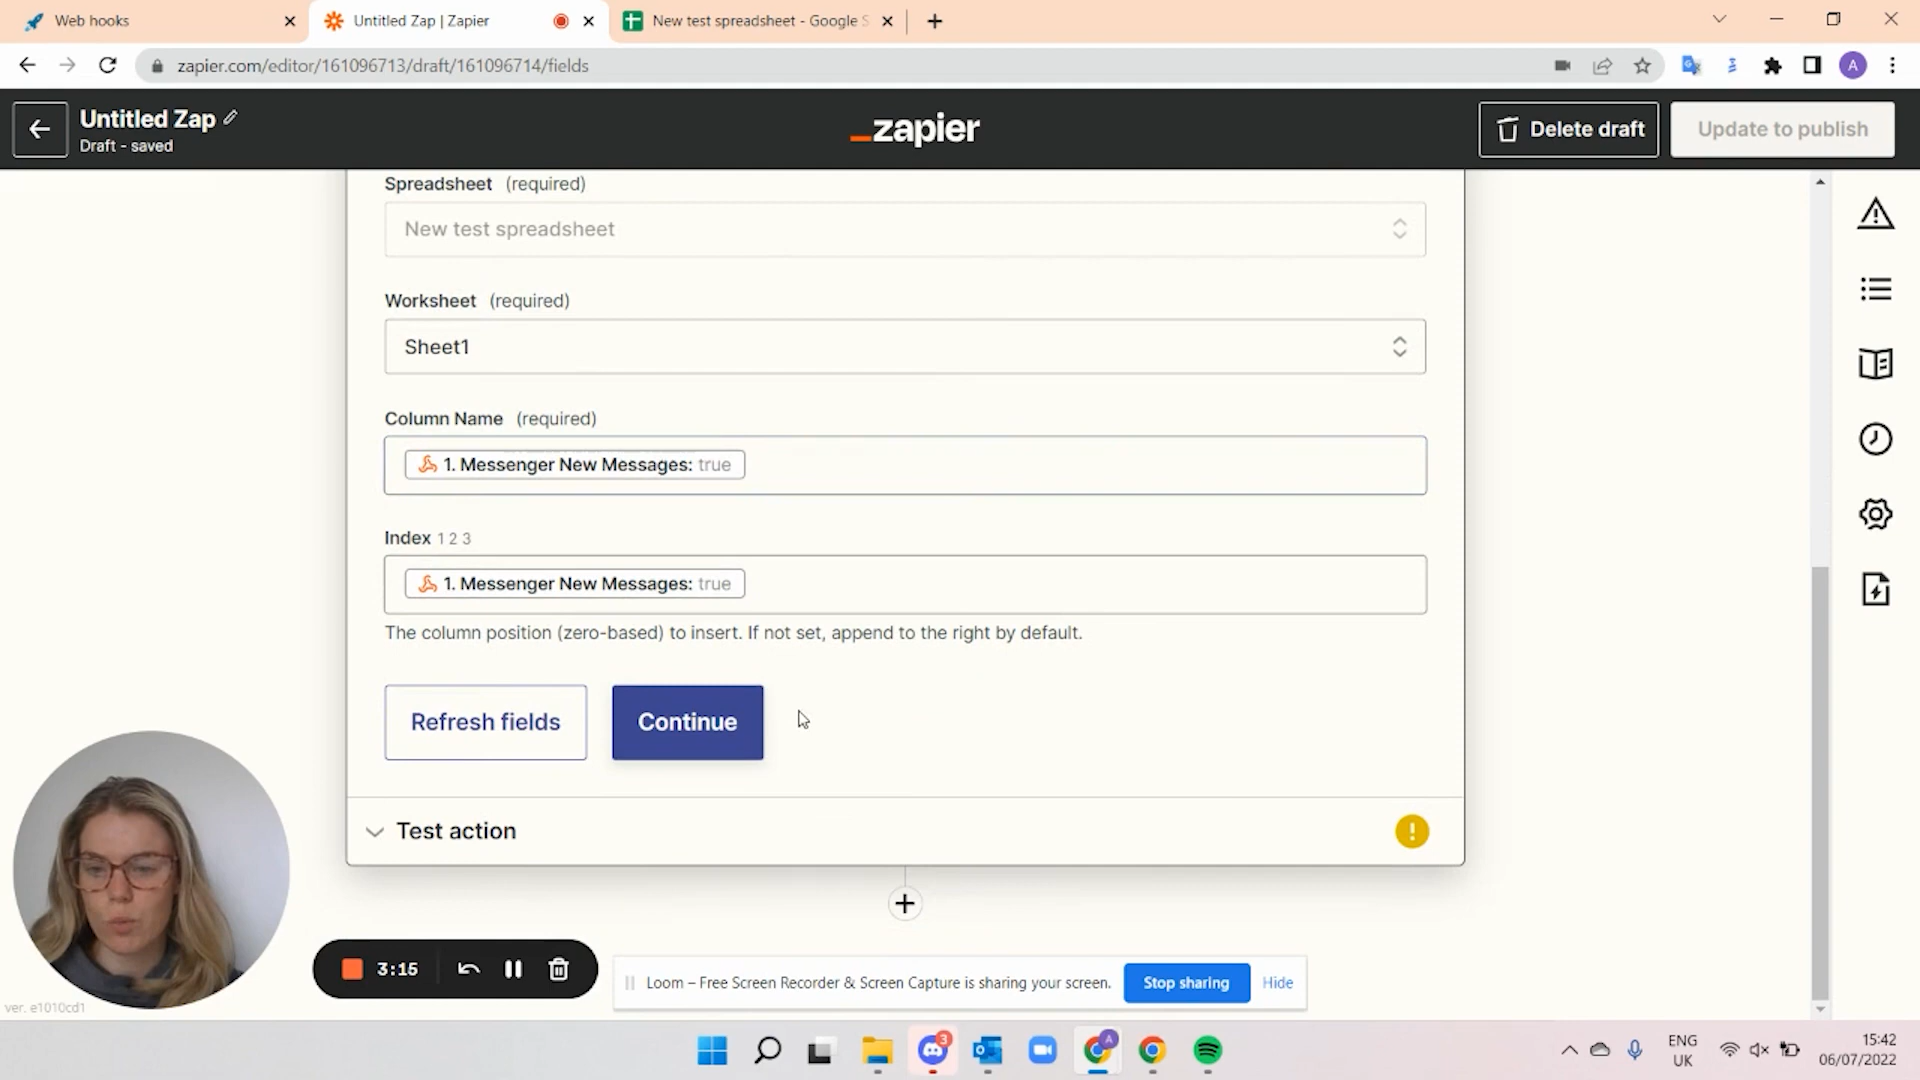 Web hooks
Untitled Zap | Zapier
New test spreadsheet - Google S
zapier.com/editor/161096713/draft/161096714/fields
A
Untitled Zap
Draft - saved
_zapier
Delete draft
Update to publish
Spreadsheet (required)
New test spreadsheet
Worksheet (required)
Sheet1
Column Name (required)
1. Messenger New Messages: true
Index 1 2 3
1. Messenger New Messages: true
The column position (zero-based) to insert. If not set, append to the right by default.
Refresh fields
Continue
Test action
3:15
Loom – Free Screen Recorder & Screen Capture is sharing your screen.
Stop sharing
Hide
ver. e1010cd1
3
A
ENG
UK
15:42
06/07/2022